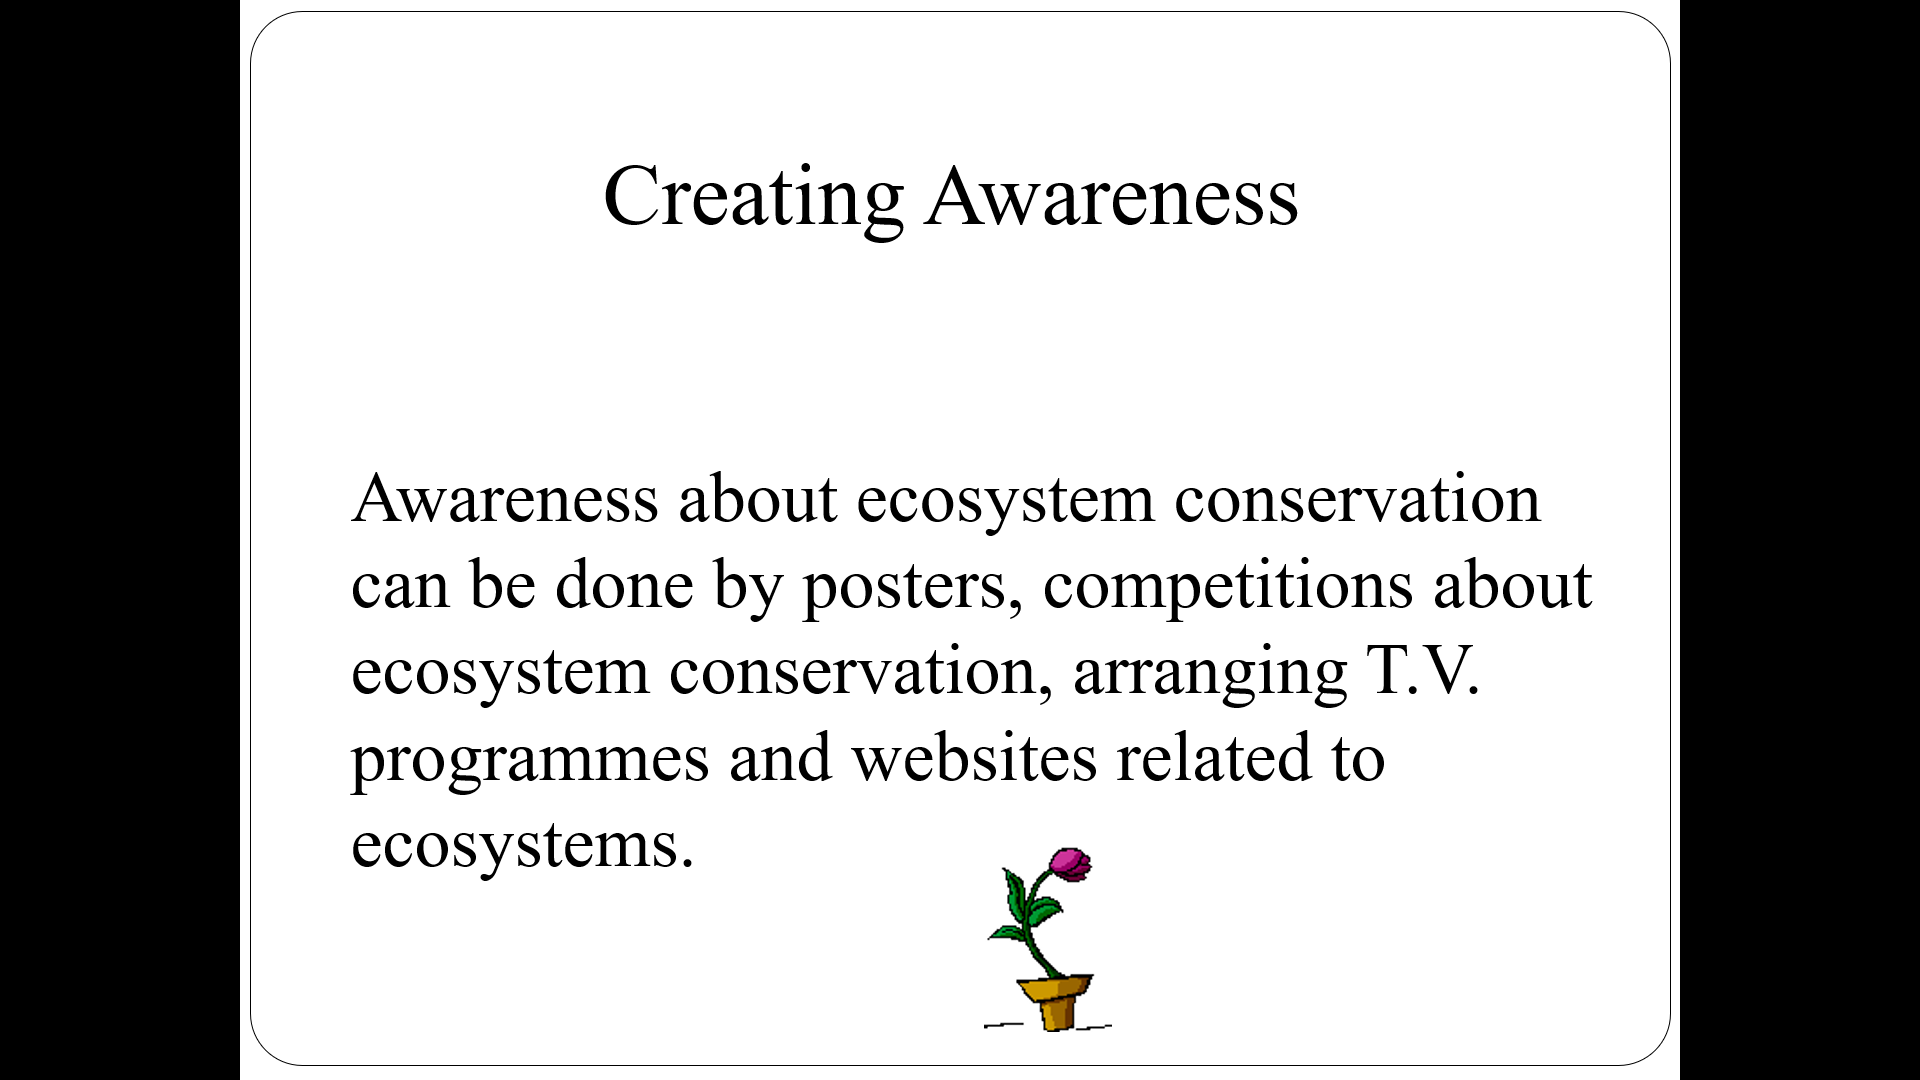 Creating Awareness
Awareness about ecosystem conservation
can be done by posters, competitions about
ecosystem conservation, arranging T.V.
programmes and websites related to
ecosystems.